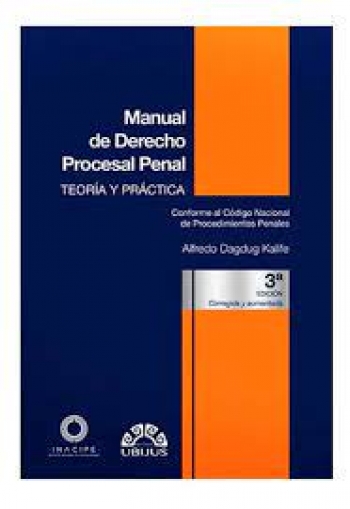 Manual
de Derecho
Procesal Penal
TEORÍA Y PRÁCTICA
Conforme al Código Nacional
de Procedimientos Penales
Alfredo Dagdug Kalife
3ª
EDICIÓN
Corregida y aumentada
INACIPE
UBIJUS